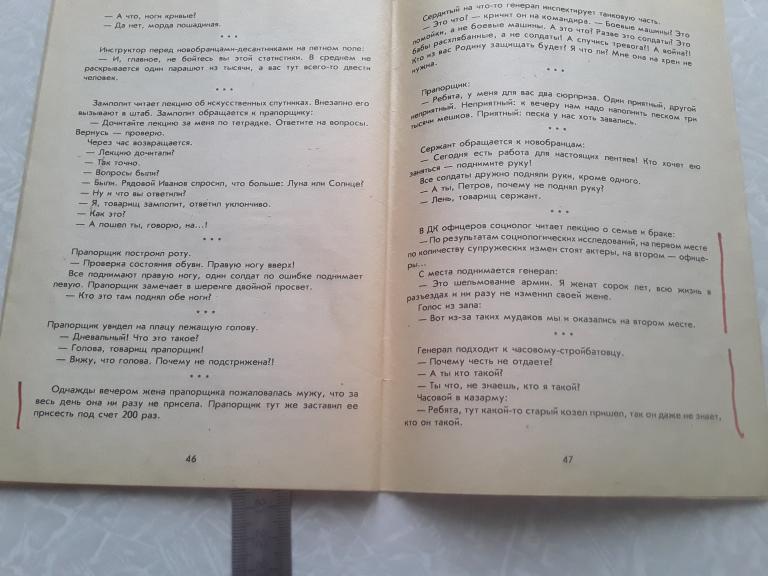 — А что, ноги кривые!
— Да нет, морда лошадиная.
* * *
Инструктор перед новобранцами-десантниками на летном поле:
— И, главное, не бойтесь вы этой статистики. В среднем не
раскрывается один парашют из тысячи, а вас тут всего-то двести
человек.
* * *
Замполит читает лекцию об искусственных спутниках. Внезапно его
вызывают в штаб. Замполит обращается к прапорщику:
— Дочитайте лекцию за меня по тетрадке. Ответите на вопросы.
Вернусь — проверю.
Через час возвращается.
— Лекцию дочитали?
— Так точно.
— Вопросы были?
— Были. Рядовой Иванов спросил, что больше: Луна или Солнце?
— Ну и что вы ответили?
— Я, товарищ замполит, ответил уклончиво.
— Как это?
— А пошел ты, говорю, на...!
* * *
Прапорщик построил роту.
— Проверка состояния обуви. Правую ногу вверх!
Все поднимают правую ногу, один солдат по ошибке поднимает
левую. Прапорщик замечает в шеренге двойной просвет.
— Кто это там поднял обе ноги?
* * *
Прапорщик увидел на плацу лежащую голову.
— Дневальный! Что это такое?
— Голова, товарищ прапорщик!
— Вижу, что голова. Почему не подстрижена?!
* * *
Однажды вечером жена прапорщика пожаловалась мужу, что за
весь день она ни разу не присела. Прапорщик тут же заставил ее
присесть под счет 200 раз.
46
Сердитый на что-то генерал инспектирует танковую часть.
— Это что! — кричит он на командира. — Боевые машины! Это
помойки, а не боевые машины. А это что! Разве это солдаты! Это
бабы расхлябанные, а не солдаты! А случись тревога!! А война!!
Кто из вас Родину защищать будет! Я что ли! Мне она на хрен не
нужна.
* * *
Прапорщик:
— Ребята, у меня для вас два сюрприза. Один приятный, другой
неприятный. Неприятный: к вечеру нам надо наполнить песком три
тысячи мешков. Приятный: песка у нас хоть завались.
* * *
Сержант обращается к новобранцам:
— Сегодня есть работа для настоящих лентяев! Кто хочет ею
заняться — поднимите руку!
Все солдаты дружно подняли руки, кроме одного.
— А ты, Петров, почему не поднял руку?
— Лень, товарищ сержант.
* * *
В ДК офицеров социолог читает лекцию о семье и браке:
— По результатам социологических исследований, на первом месте
по количеству супружеских измен стоят актеры, на втором — офице-
ры...
С места поднимается генерал:
— Это шельмование армии. Я женат сорок лет, всю жизнь в
разъездах и ни разу не изменил своей жене.
Голос из зала:
— Вот из-за таких мудаков мы и оказались на втором месте.
* * *
Генерал подходит к часовому-стройбатовцу.
— Почему честь не отдаете?
— А ты кто такой?
— Ты что, не знаешь, кто я такой?
Часовой в казарму:
— Ребята, тут какой-то старый козел пришел, так он даже не знает,
кто он такой.
47